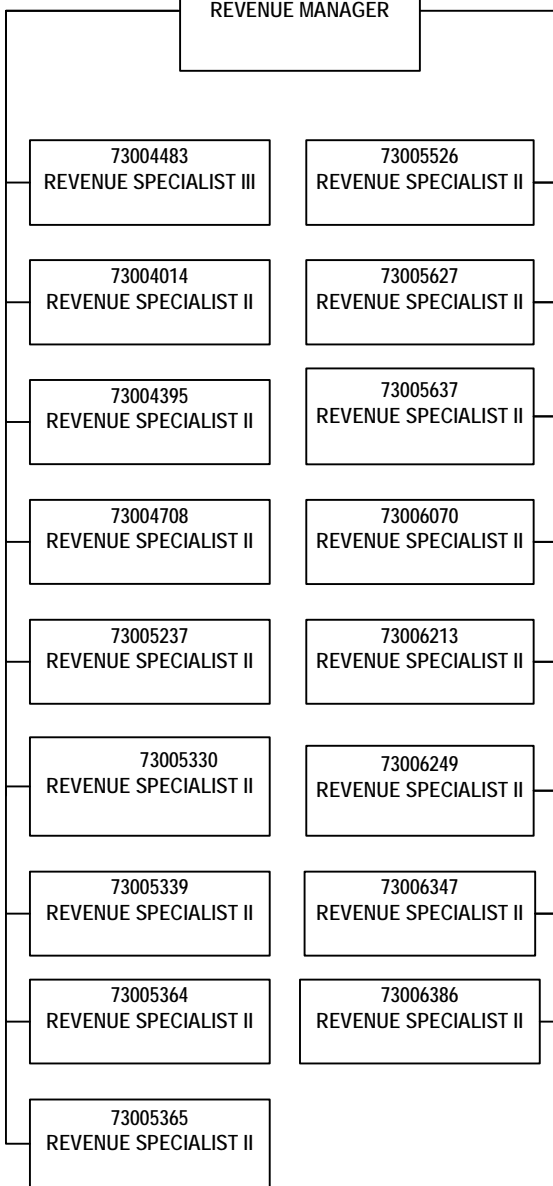 REVENUE MANAGER
73004483
REVENUE SPECIALIST III
73004014
REVENUE SPECIALIST II
73004395
REVENUE SPECIALIST II
73004708
REVENUE SPECIALIST II
73005237
REVENUE SPECIALIST II
73005330
REVENUE SPECIALIST II
73005339
REVENUE SPECIALIST II
73005364
REVENUE SPECIALIST II
73005365
REVENUE SPECIALIST II
73005526
REVENUE SPECIALIST II
73005627
REVENUE SPECIALIST II
73005637
REVENUE SPECIALIST II
73006070
REVENUE SPECIALIST II
73006213
REVENUE SPECIALIST II
73006249
REVENUE SPECIALIST II
73006347
REVENUE SPECIALIST II
73006386
REVENUE SPECIALIST II